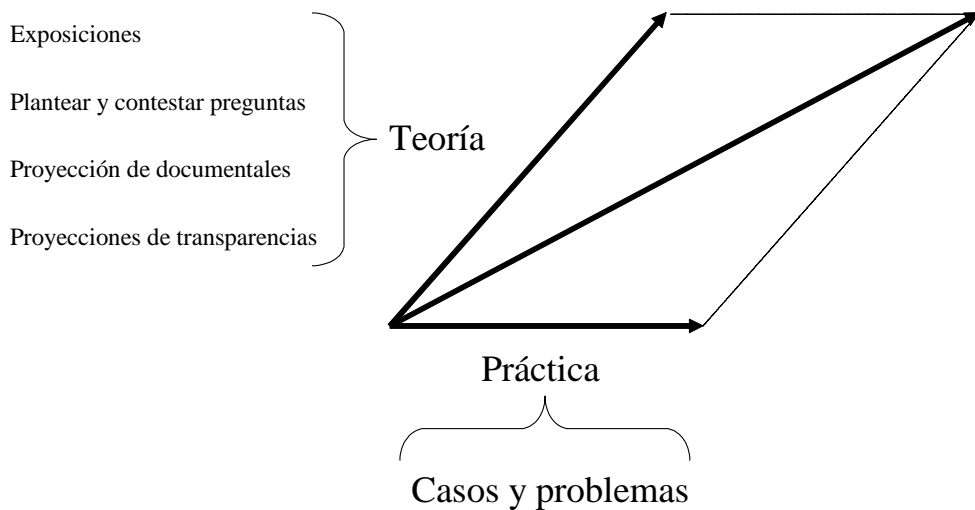 Exposiciones
Plantear y contestar preguntas
Proyección de documentales
Proyecciones de transparencias
Teoría
Práctica
Casos y problemas